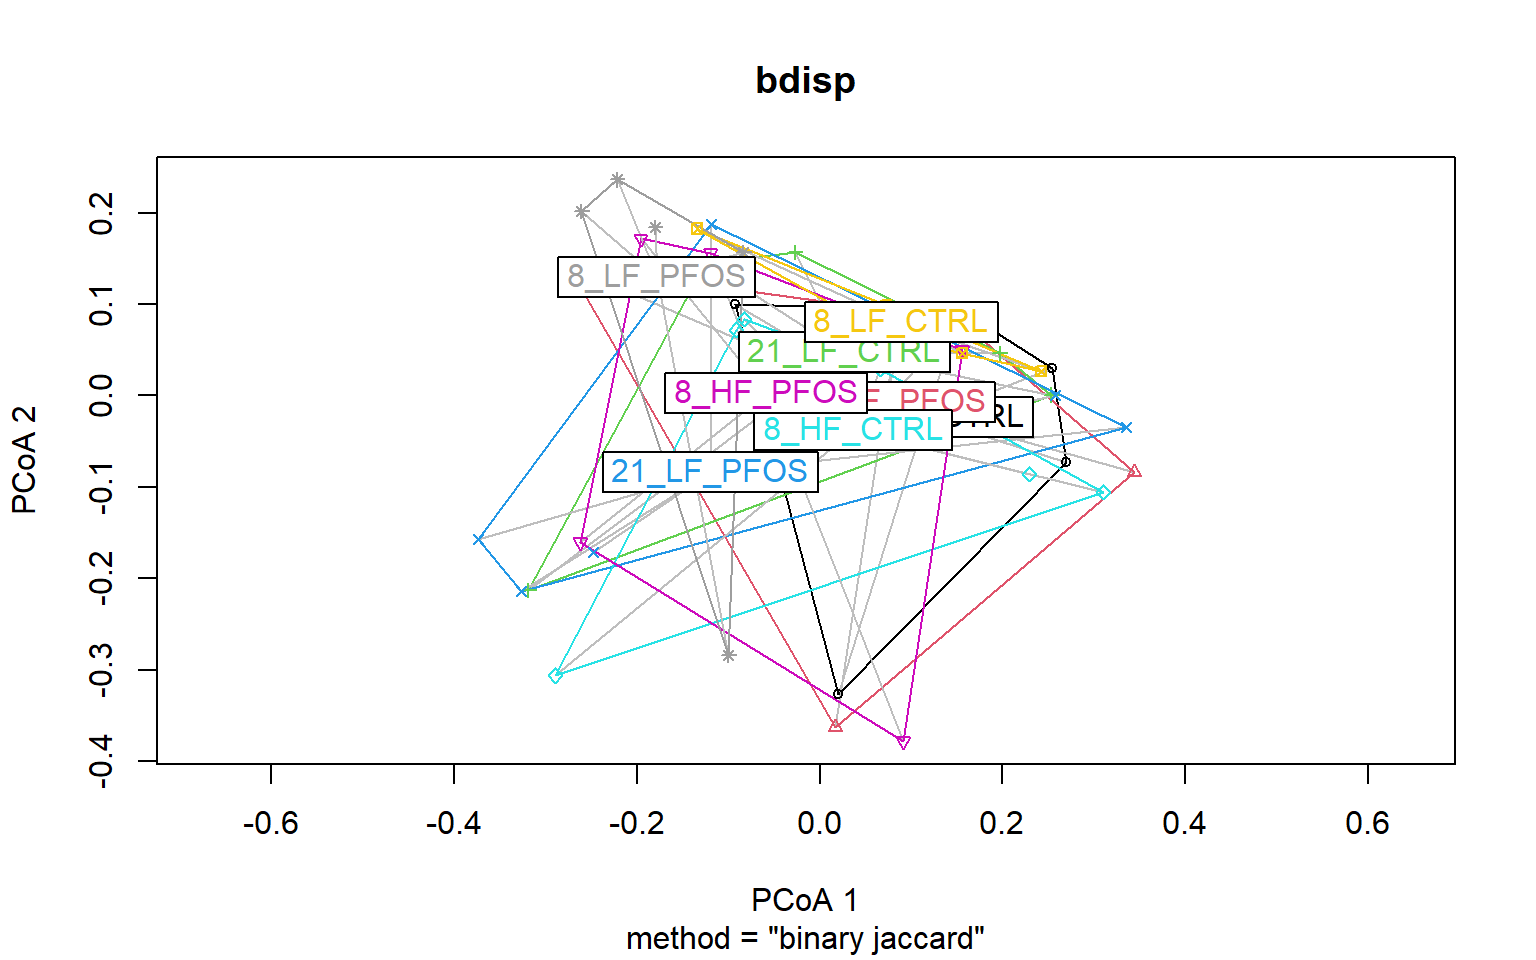 bdisp
PCoA 2
0.2
0.1
0.0
-0.1
-0.2
-0.3
-0.4
8_LF_PFOS
8_LF_CTRL
21_LF_CTRL
8_HF_PFOS
F_PFOS
CTRL
8_HF_CTRL
21_LF_PFOS
-0.6
-0.4
-0.2
0.0
0.2
0.4
0.6
PCoA 1
method = "binary jaccard"